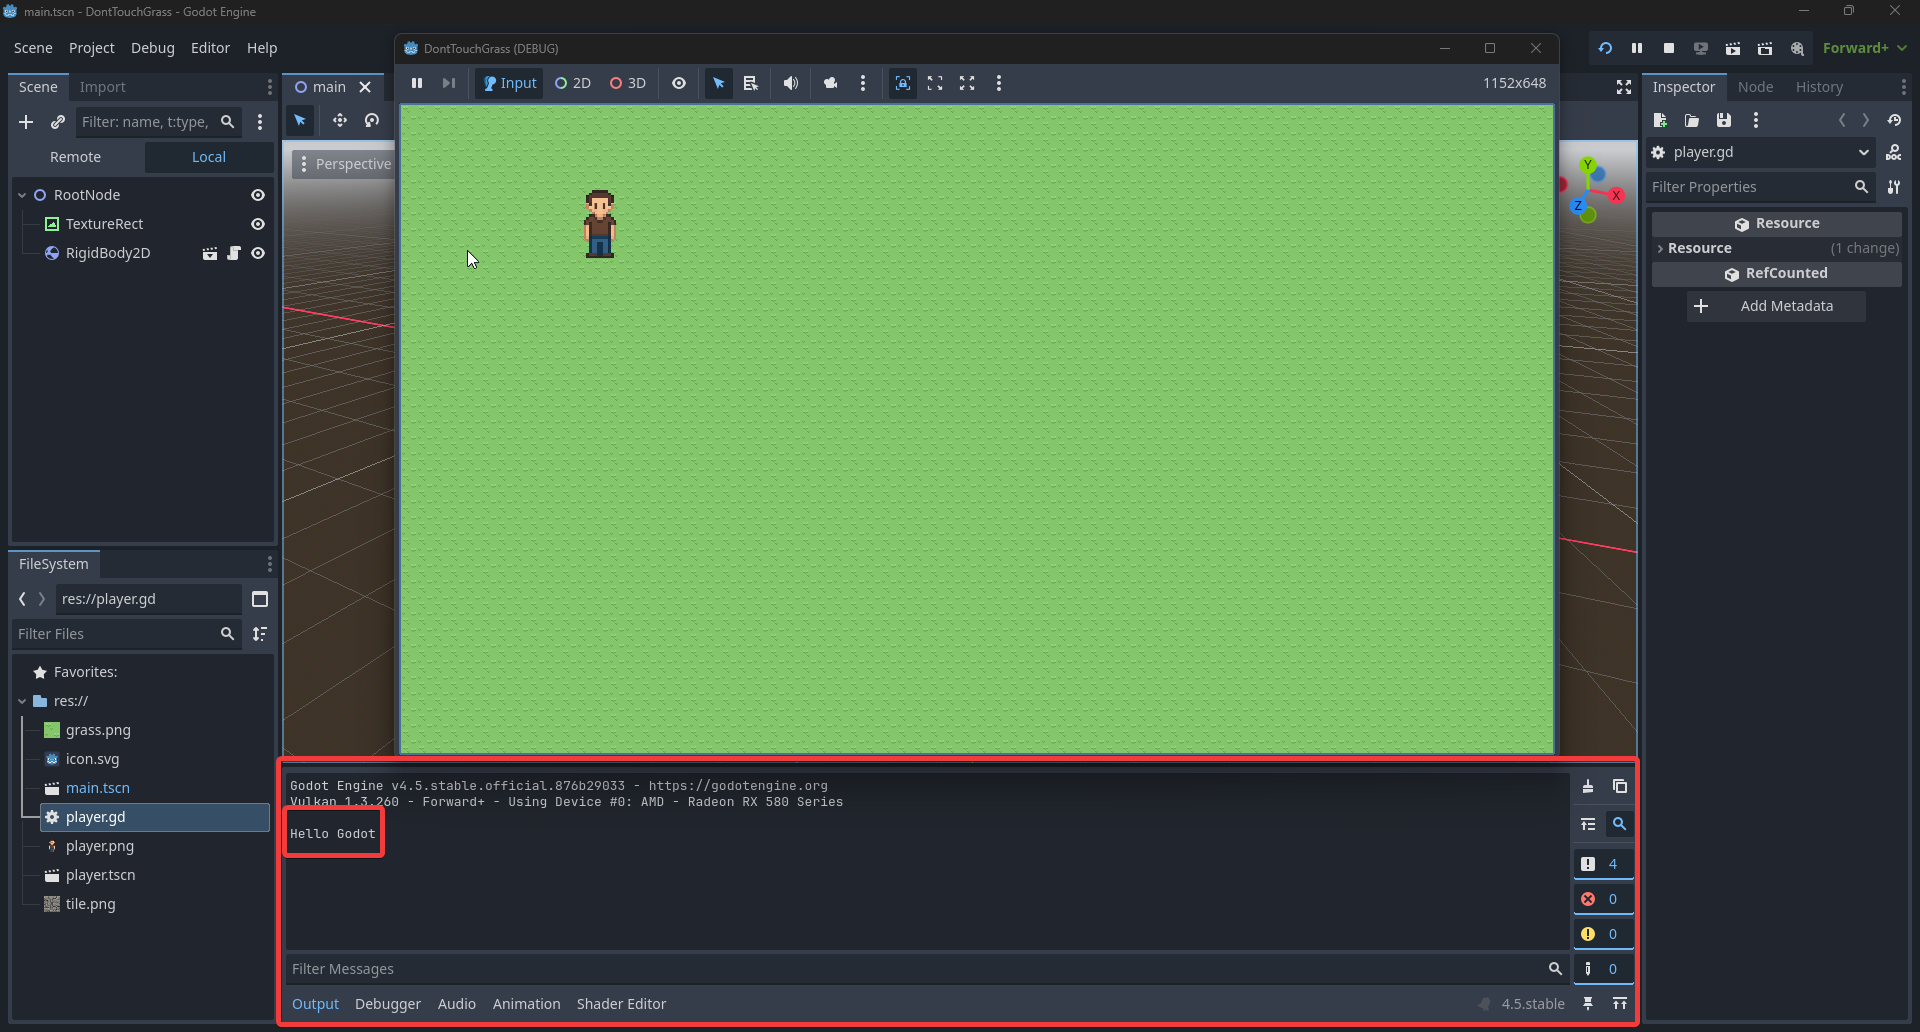 main.tscn - DontTouchGrass - Godot Engine
Scene Project Debug Editor Help
Forward+
DontTouchGrass (DEBUG)
Input 2D 3D 1152x648
Scene Import
Filter: name, t:type,
Remote Local
RootNode
TextureRect
RigidBody2D
main
Perspective
Y
X
Z
Inspector Node History
player.gd
Filter Properties
Resource
Resource (1 change)
RefCounted
Add Metadata
FileSystem
res://player.gd
Filter Files
Favorites:
res://
grass.png
icon.svg
main.tscn
player.gd
player.png
player.tscn
tile.png
Godot Engine v4.5.stable.official.876b29033 - https://godotengine.org
Vulkan 1.3.260 - Forward+ - Using Device #0: AMD - Radeon RX 580 Series
Hello Godot
4
0
0
0
Filter Messages
Output Debugger Audio Animation Shader Editor 4.5.stable